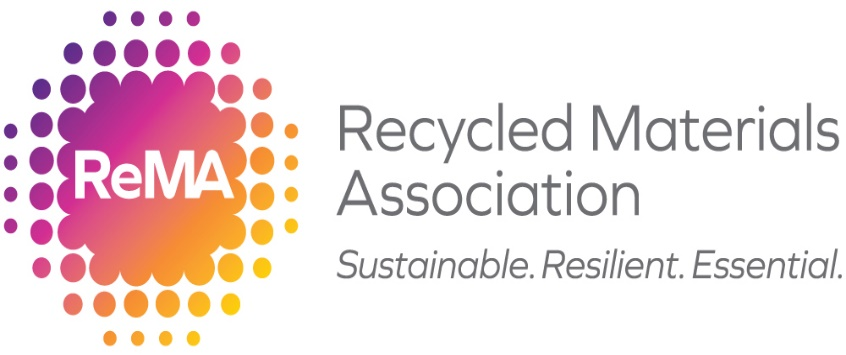 ReMA
Recycled Materials
Association
Sustainable. Resilient. Essential.